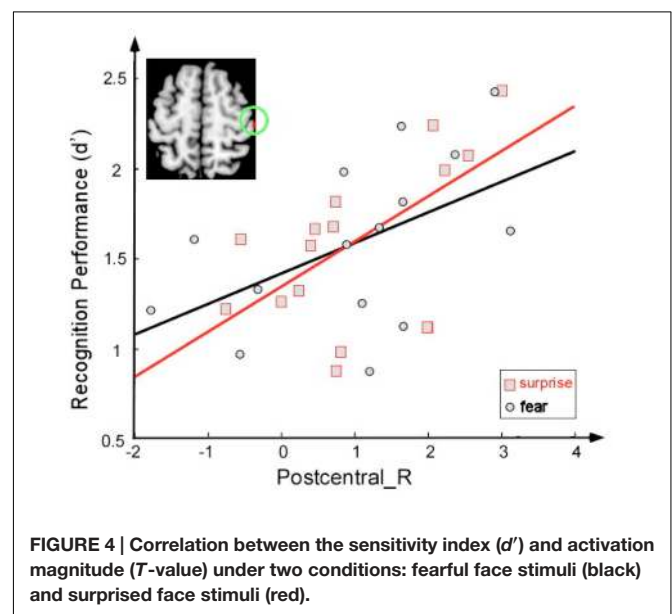 2.5
2
1.5
1
0.5
-2 -1 0 1 2 3 4
Recognition Performance (d')
Postcentral_R
surprise
fear
FIGURE 4 | Correlation between the sensitivity index (d′) and activation
magnitude (T-value) under two conditions: fearful face stimuli (black)
and surprised face stimuli (red).